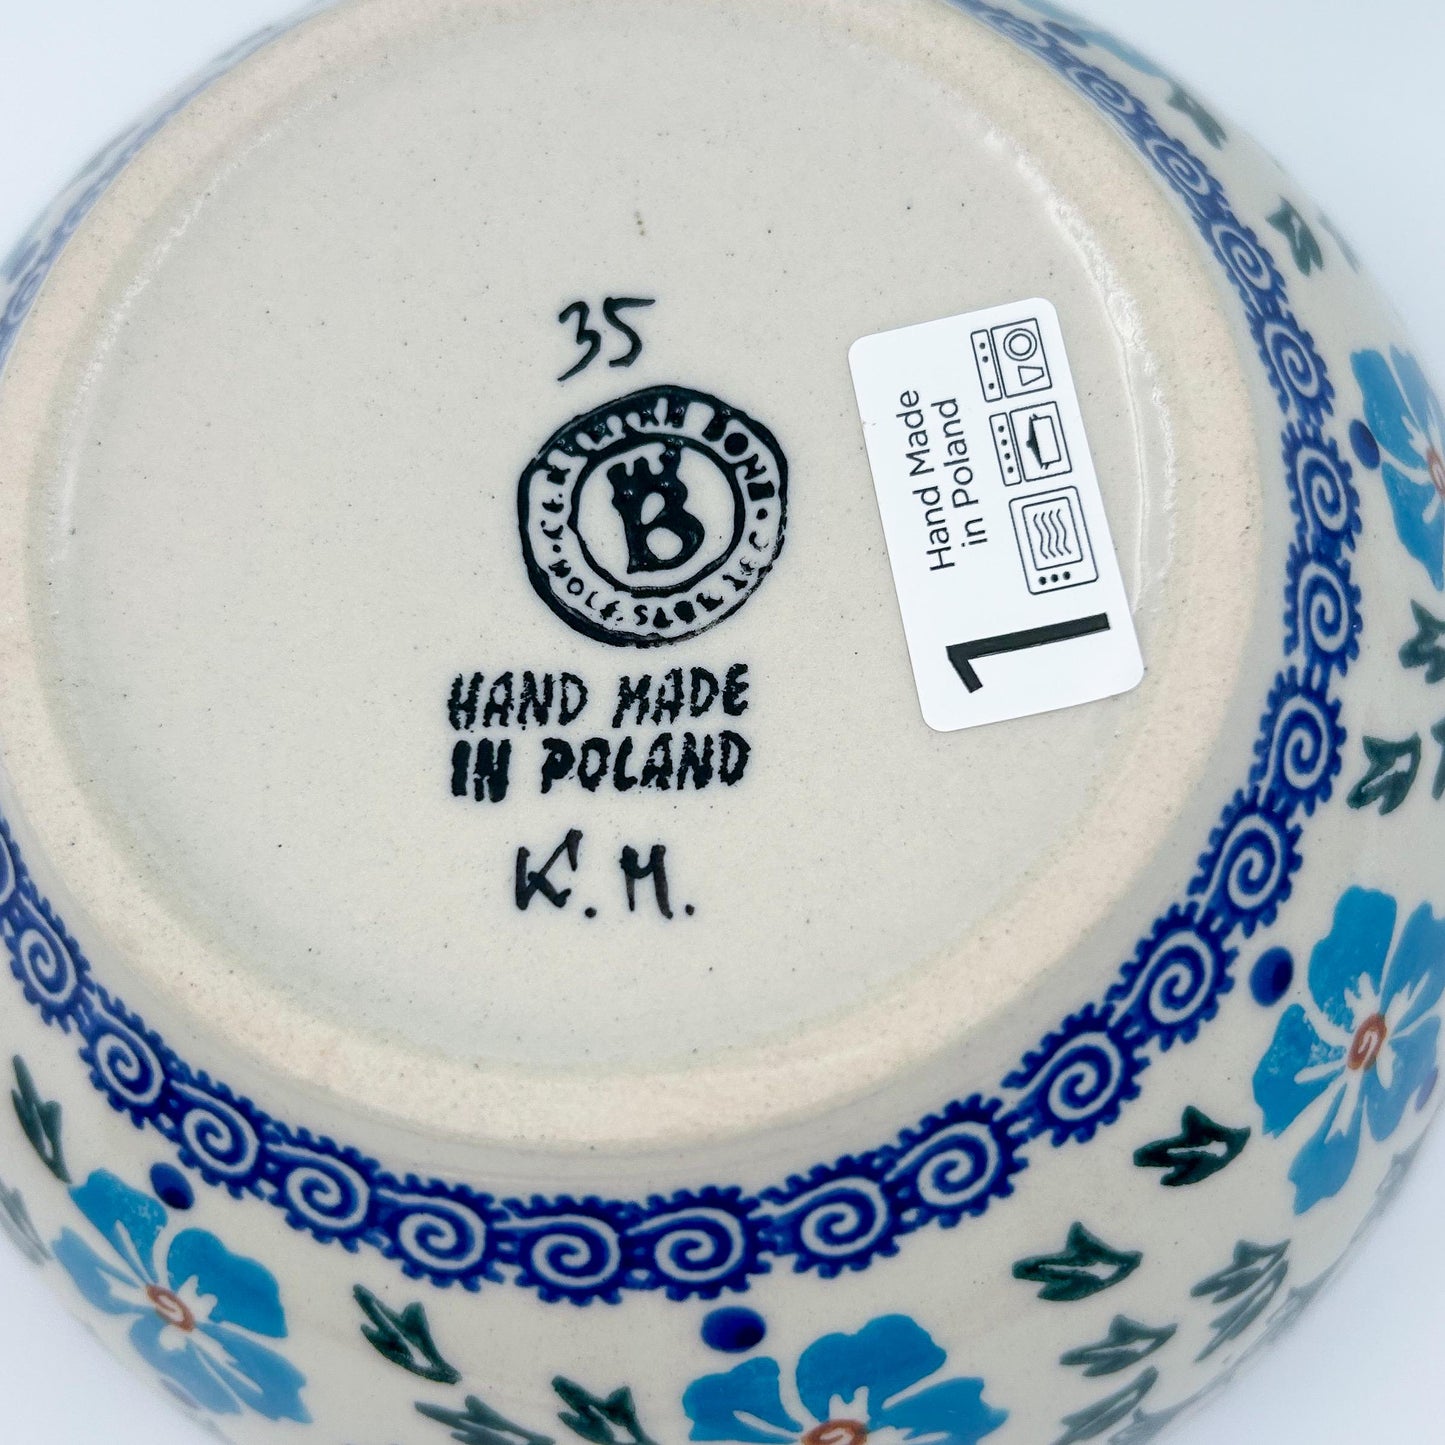 35
B
HAND MADE
IN POLAND
K. M.
Hand Made
in Poland
1